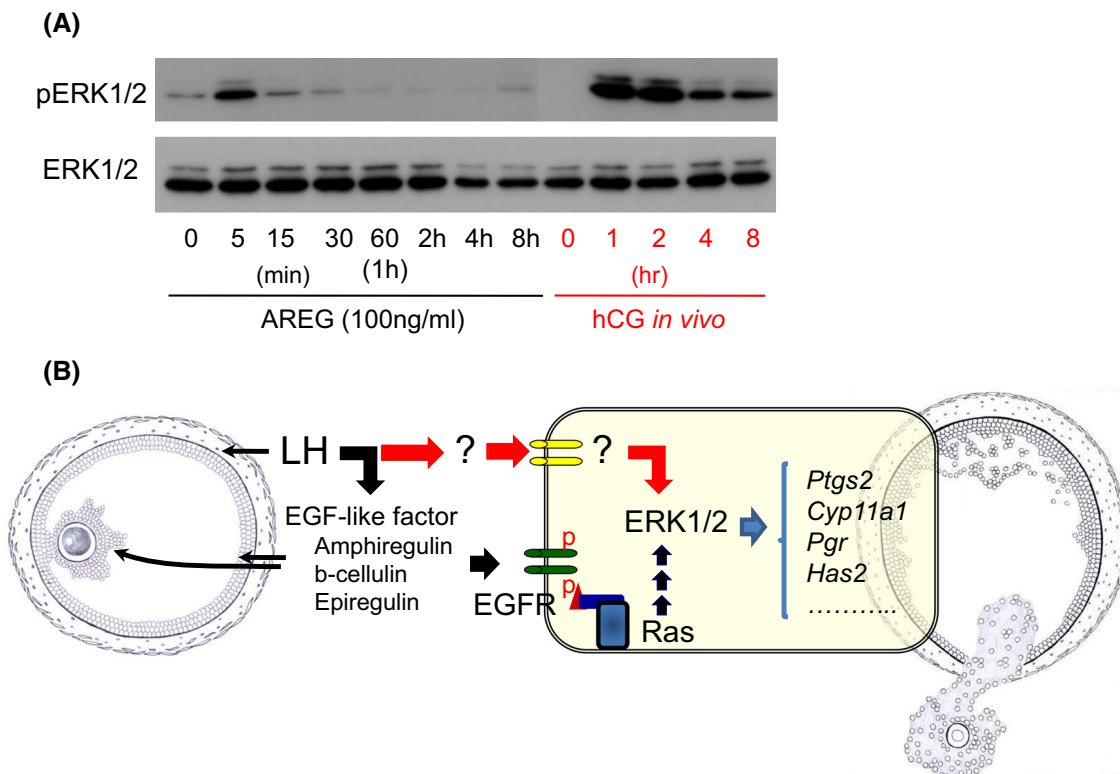 (A)
pERK1/2
ERK1/2
0 5 15 30 60 2h 4h 8h 0 1 2 4 8
(min) (1h) (hr)
AREG (100ng/ml) hCG in vivo
(B)
LH ? ?
EGF-like factor
Amphiregulin
b-cellulin
Epiregulin
EGFR
p
p
Ras
ERK1/2
Ptgs2
Cyp11a1
Pgr
Has2
...........